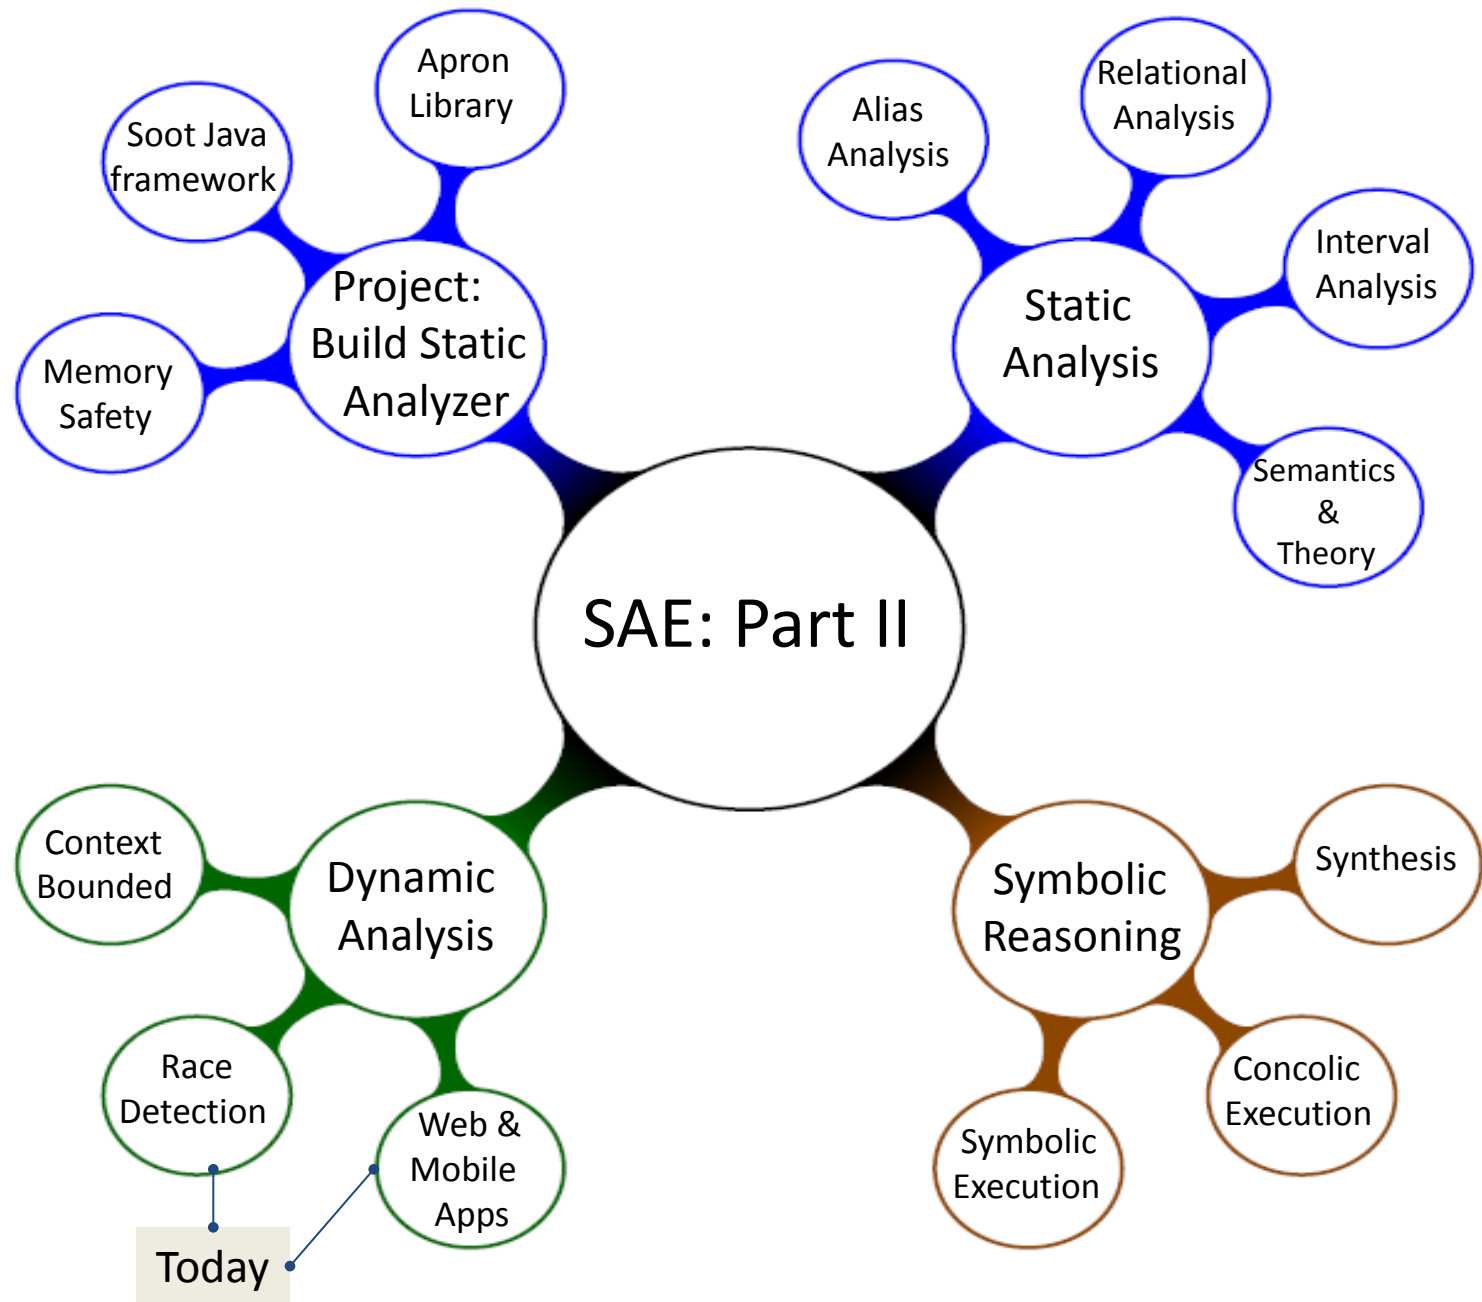 Apron
Library
Soot Java
framework
Memory
Safety
Project:
Build Static
Analyzer
Alias
Analysis
Relational
Analysis
Interval
Analysis
Semantics
&
Theory
Static
Analysis
SAE: Part II
Context
Bounded
Dynamic
Analysis
Race
Detection
Web &
Mobile
Apps
Today
Symbolic
Reasoning
Synthesis
Concolic
Execution
Symbolic
Execution